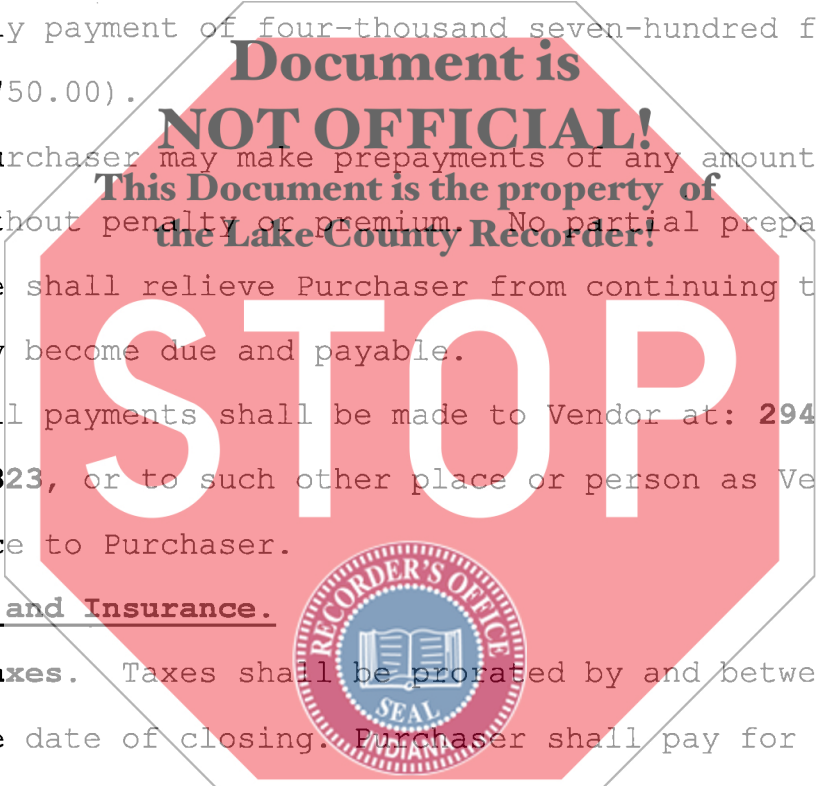 ly payment of four-thousand seven-hundred f
Document is
750.00).
NOT OFFICIAL!
urchaser may make prepayments of any amount
This Document is the property of
thout penalty or premium. No partial prepa
the Lake County Recorder!
e shall relieve Purchaser from continuing t
STOP
y become due and payable.
ll payments shall be made to Vendor at: 294
323, or to such other place or person as Ve
ce to Purchaser.
and Insurance.
RECORDER'S OFFICE
axes. Taxes shall be prorated by and betwe
SEAL
e date of closing. Purchaser shall pay for
INDIANA